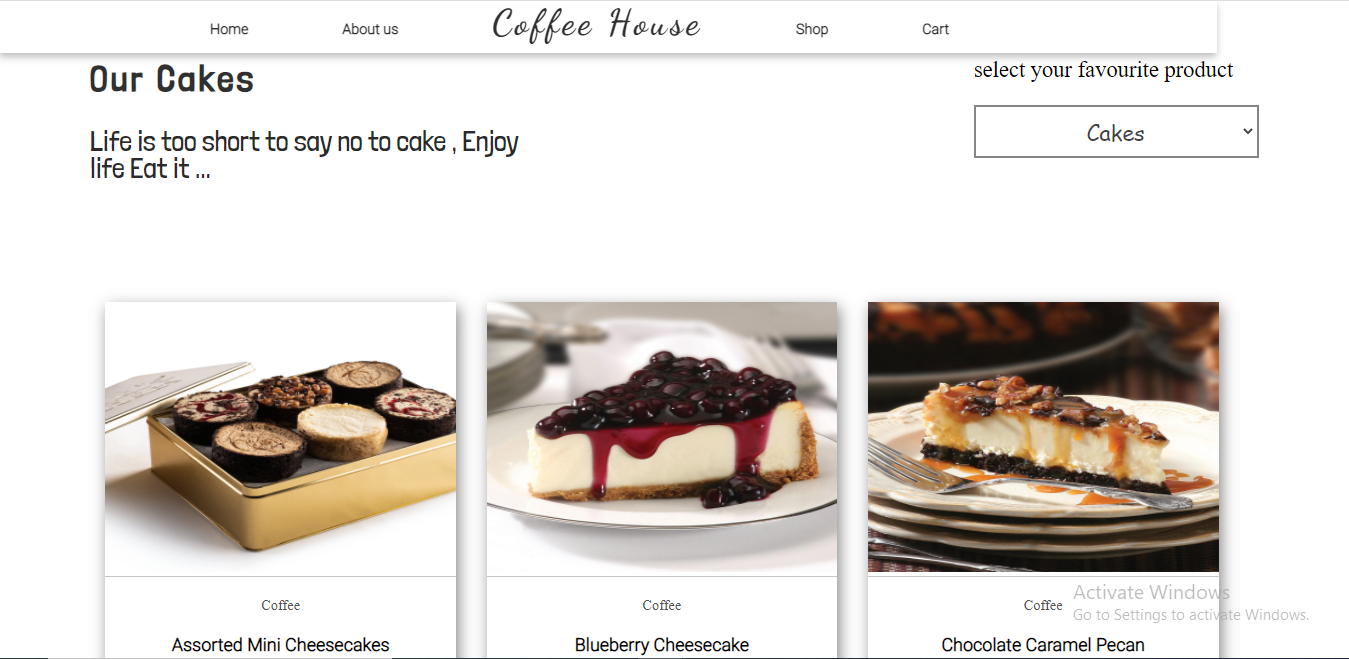 Home
About us
Coffee House
Shop
Cart
Our Cakes
select your favourite product
Cakes
Life is too short to say no to cake , Enjoy
life Eat it ...
Coffee
Coffee
Coffee
Assorted Mini Cheesecakes
Blueberry Cheesecake
Chocolate Caramel Pecan
Activate Windows
Go to Settings to activate Windows.